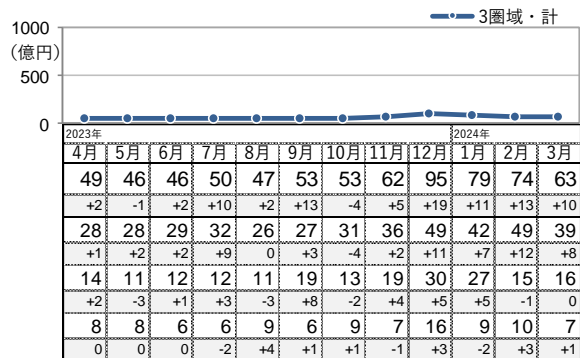 3圏域・計
1000
(億円)
500
0
2023年 2024年
4月 5月 6月 7月 8月 9月 10月 11月 12月 1月 2月 3月
49 46 46 50 47 53 53 62 95 79 74 63
+2 -1 +2 +10 +2 +13 -4 +5 +19 +11 +13 +10
28 28 29 32 26 27 31 36 49 42 49 39
+1 +2 +2 +9 0 +3 -4 +2 +11 +7 +12 +8
14 11 12 12 11 19 13 19 30 27 15 16
+2 -3 +1 +3 -3 +8 -2 +4 +5 +5 -1 0
8 8 6 6 9 6 9 7 16 9 10 7
0 0 0 -2 +4 +1 +1 -1 +3 -2 +3 +1